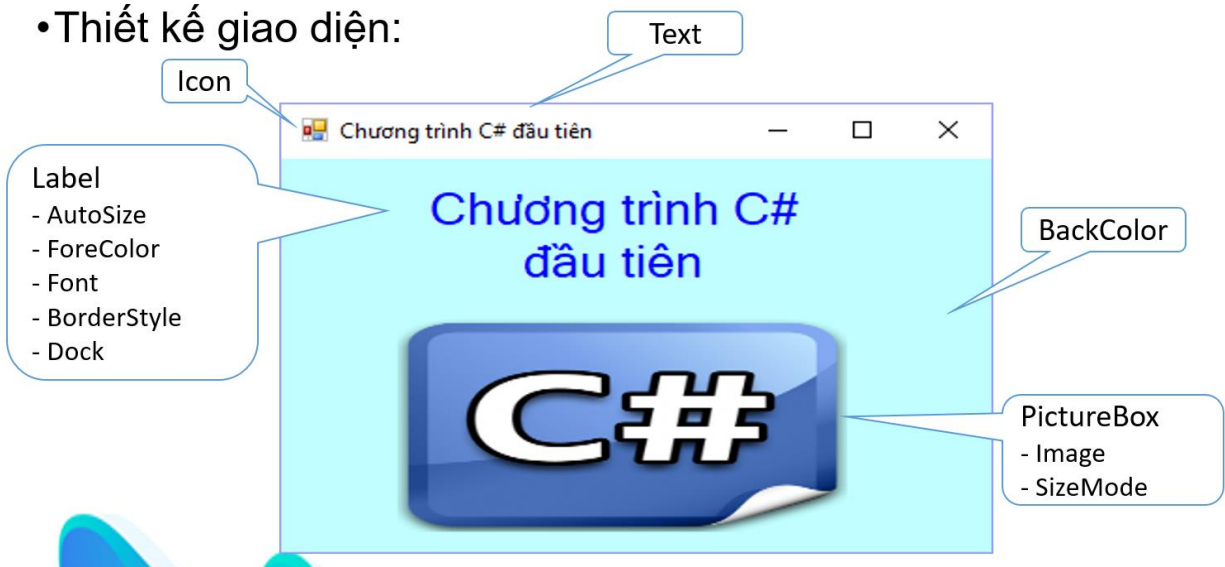 •Thiết kế giao diện:
Text
Icon
Chương trình C# đầu tiên
Label
- AutoSize
- ForeColor
- Font
- BorderStyle
- Dock
Chương trình C#
đầu tiên
BackColor
C#
PictureBox
- Image
- SizeMode